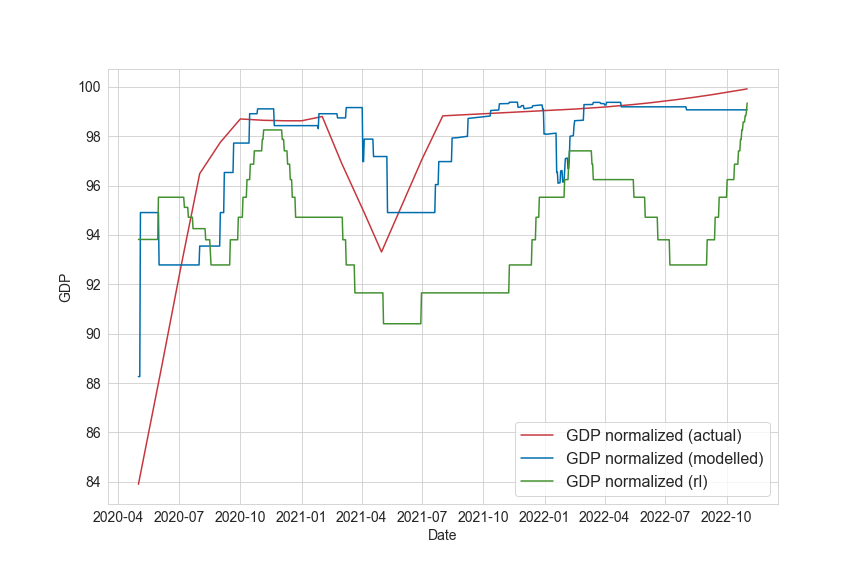 100
98
96
94
92
90
88
86
84
GDP
GDP normalized (actual)
GDP normalized (modelled)
GDP normalized (rl)
2020-04 2020-07 2020-10 2021-01 2021-04 2021-07 2021-10 2022-01 2022-04 2022-07 2022-10
Date